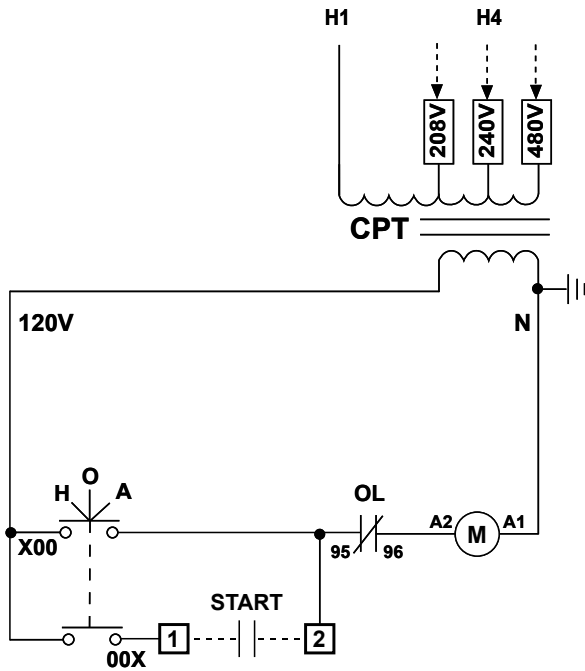 H1 H4
208V 240V 480V
CPT
120V N
O
H A
OL
X00 A2 M A1
95 96
START
1 2
00X